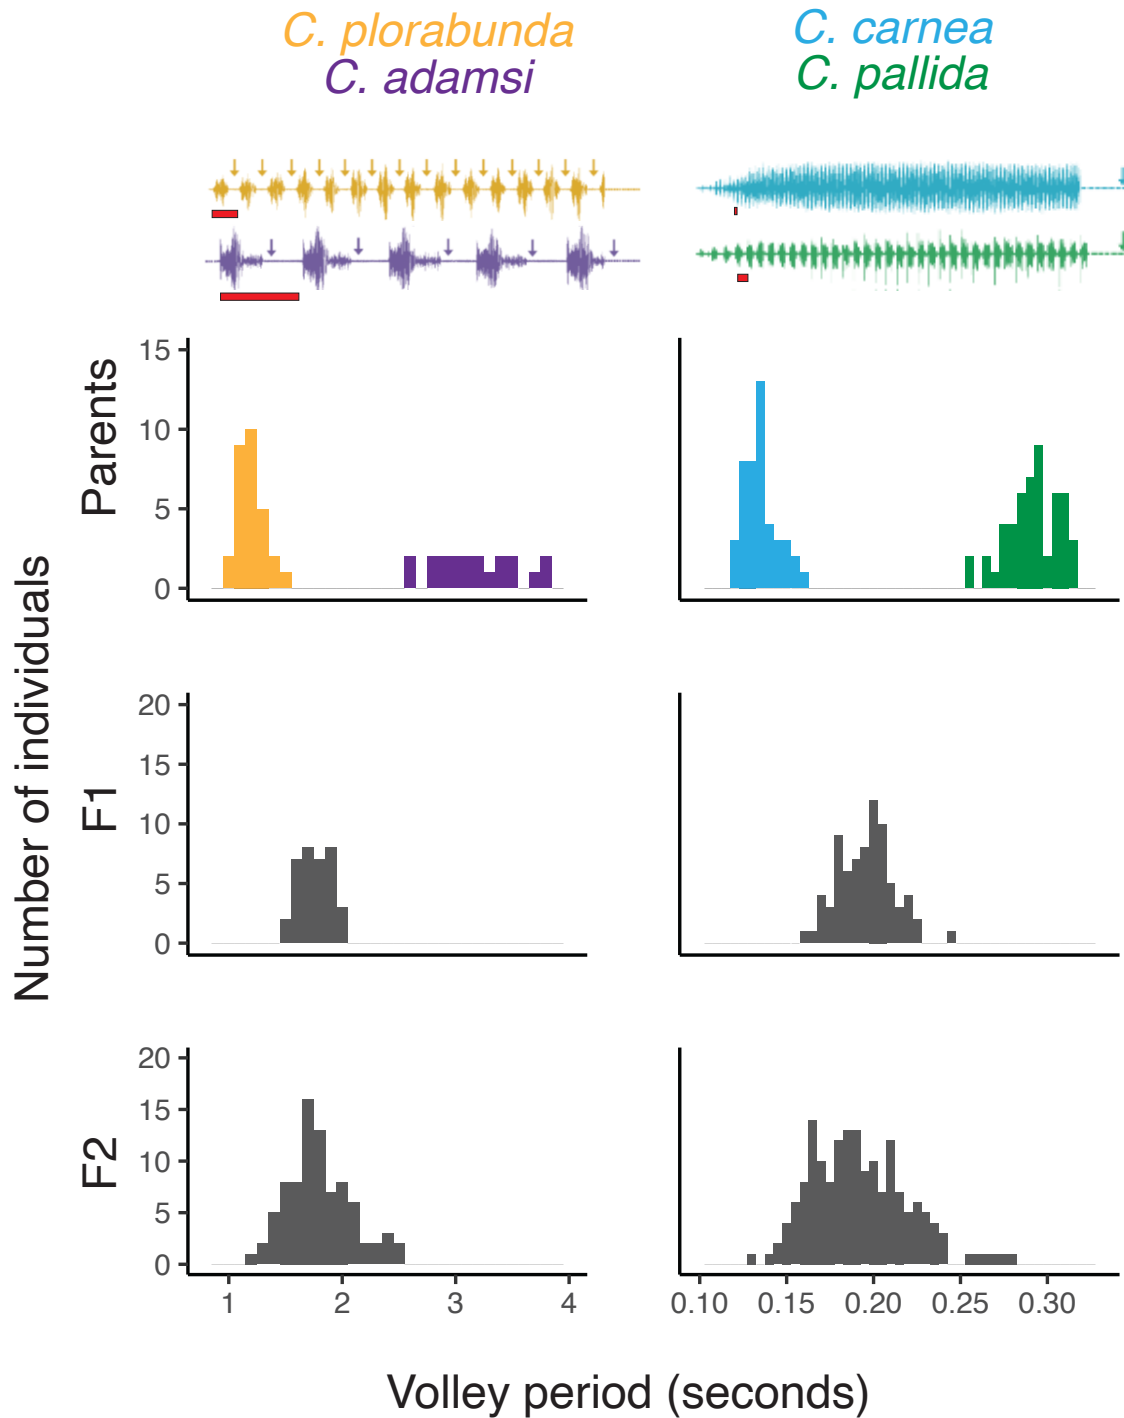 C. plorabunda
C. adamsi
C. carnea
C. pallida
Number of individuals
Parents
15
10
5
0
F1
20
15
10
5
0
F2
20
15
10
5
0
1 2 3 4
0.10 0.15 0.20 0.25 0.30
Volley period (seconds)